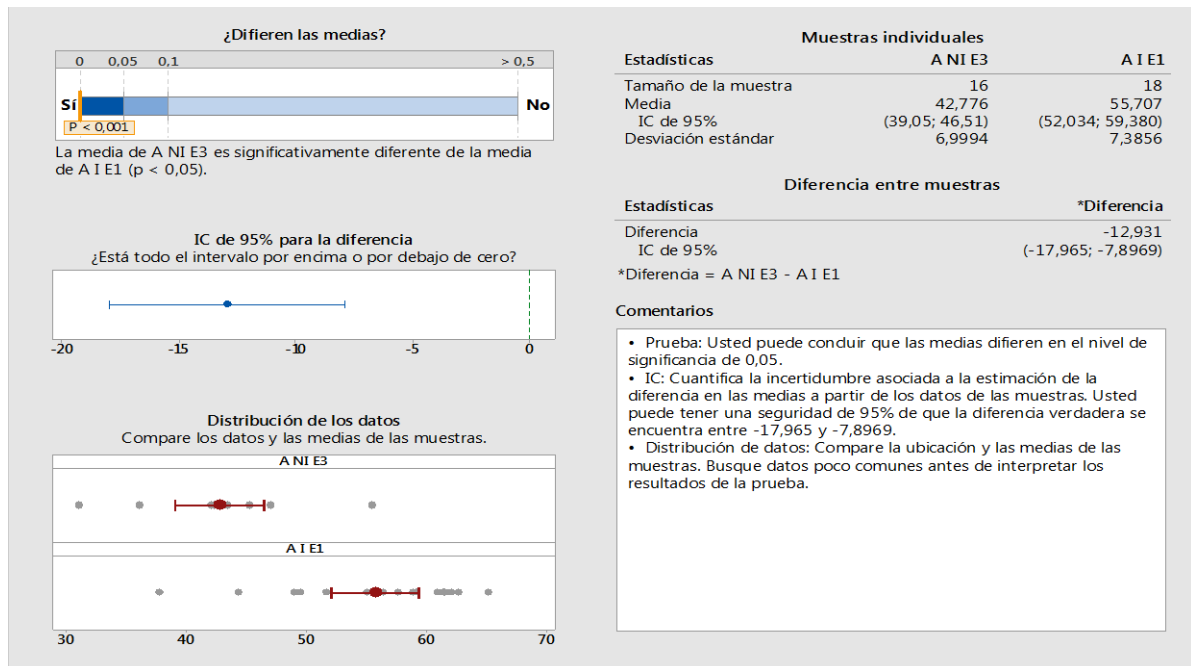 ¿Difieren las medias?
0 0,05 0,1 > 0,5
Sí No
P < 0,001
La media de A NI E3 es significativamente diferente de la media
de A I E1 (p < 0,05).
IC de 95% para la diferencia
¿Está todo el intervalo por encima o por debajo de cero?
-20 -15 -10 -5 0
Distribución de los datos
Compare los datos y las medias de las muestras.
A NI E3
A I E1
30 40 50 60 70
Muestras individuales
Estadísticas A NI E3 A I E1
Tamaño de la muestra 16 18
Media 42,776 55,707
IC de 95% (39,05; 46,51) (52,034; 59,380)
Desviación estándar 6,9994 7,3856
Diferencia entre muestras
Estadísticas *Diferencia
Diferencia -12,931
IC de 95% (-17,965; -7,8969)
*Diferencia = A NI E3 - A I E1
Comentarios
• Prueba: Usted puede concluir que las medias difieren en el nivel de
significancia de 0,05.
• IC: Cuantifica la incertidumbre asociada a la estimación de la
diferencia en las medias a partir de los datos de las muestras. Usted
puede tener una seguridad de 95% de que la diferencia verdadera se
encuentra entre -17,965 y -7,8969.
• Distribución de datos: Compare la ubicación y las medias de las
muestras. Busque datos poco comunes antes de interpretar los
resultados de la prueba.